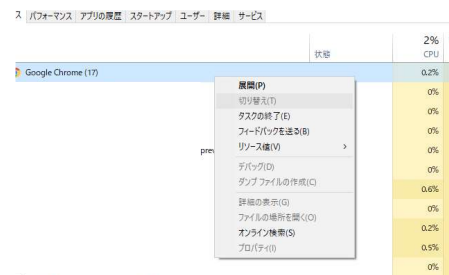 ス パフォーマンス アプリの履歴 スタートアップ ユーザー 詳細 サービス
2%
状態 CPU
Google Chrome (17) 0.2%
展開(P)
0%
切り替え(T)
タスクの終了(E) 0%
フィードバックを送る(B) 0%
リソース値(V) >
prev 0%
デバッグ(D) 0%
ダンプ ファイルの作成(C) 0.6%
詳細の表示(G) 0%
ファイルの場所を開く(O)
オンライン検索(S) 0.2%
プロパティ(I) 0.5%
0%